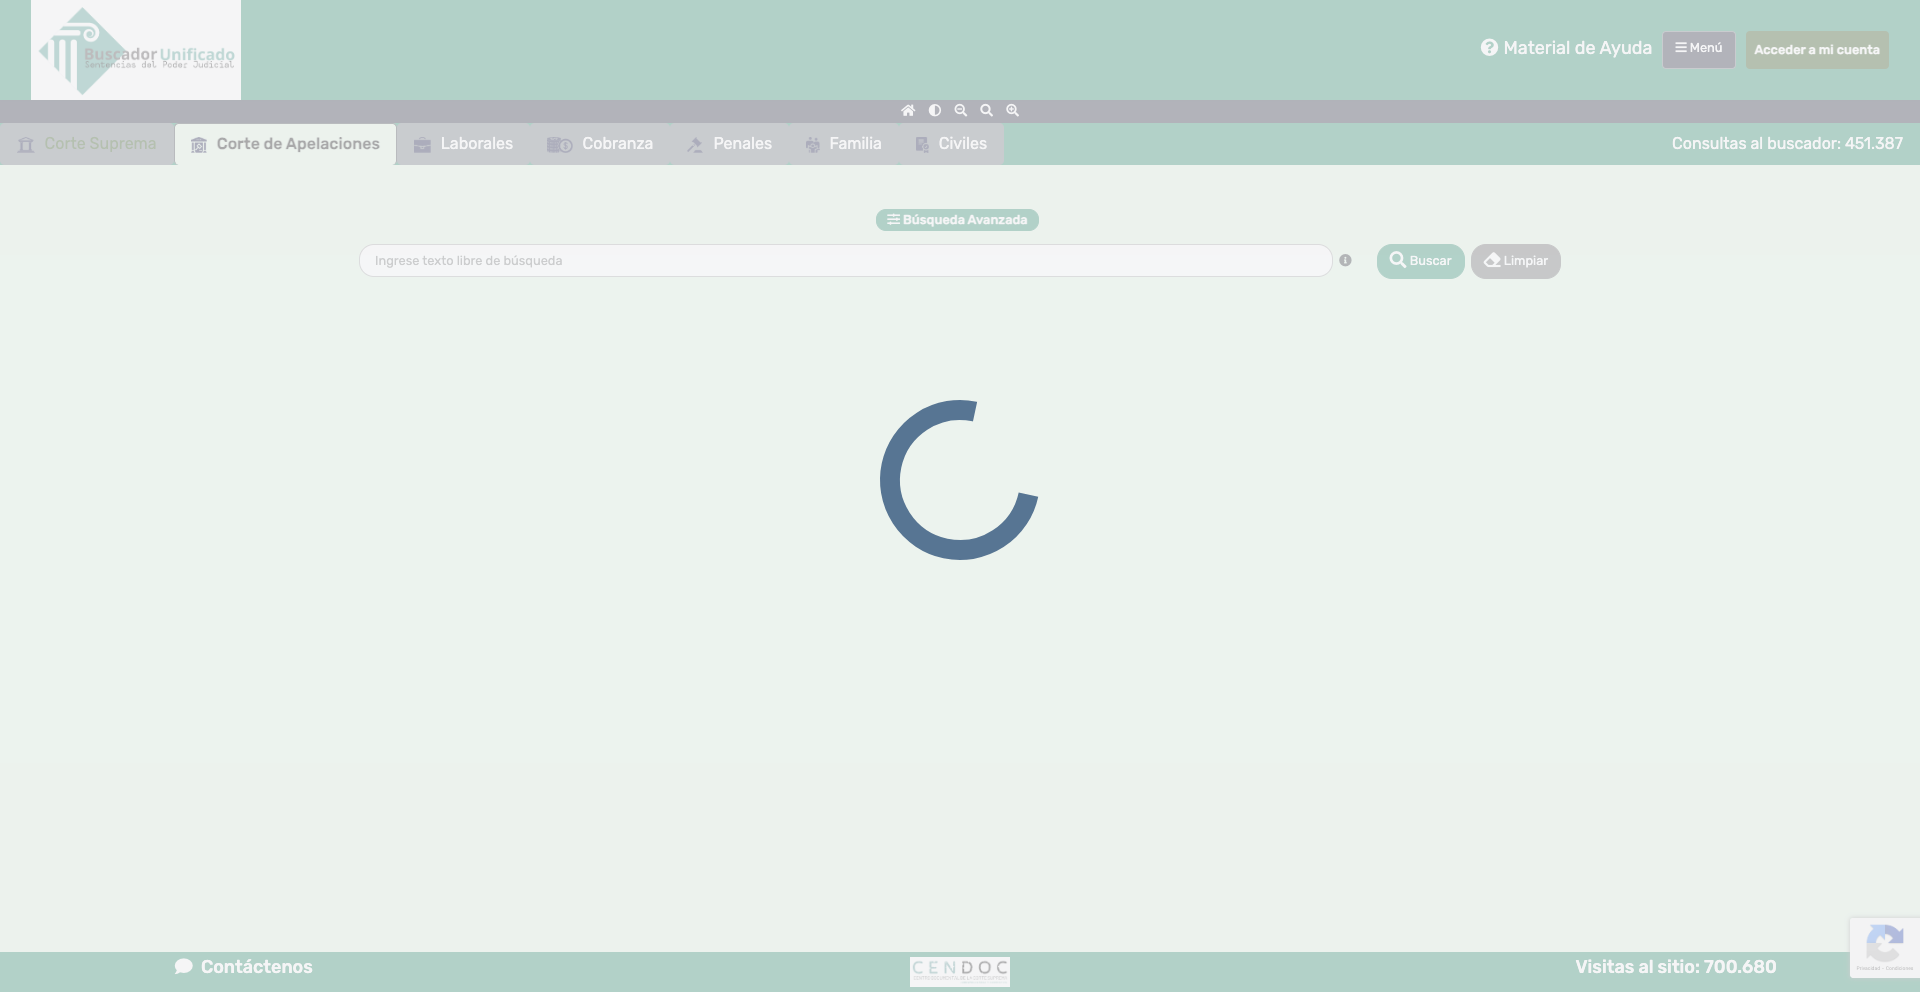 Buscador Unificado
Sentencias del Poder Judicial
Material de Ayuda
Menú
Acceder a mi cuenta
Corte Suprema
Corte de Apelaciones
Laborales
Cobranza
Penales
Familia
Civiles
Consultas al buscador: 451.387
Búsqueda Avanzada
Ingrese texto libre de búsqueda
Buscar
Limpiar
Contáctenos
CENDOC
Visitas al sitio: 700.680
Privacidad - Condiciones